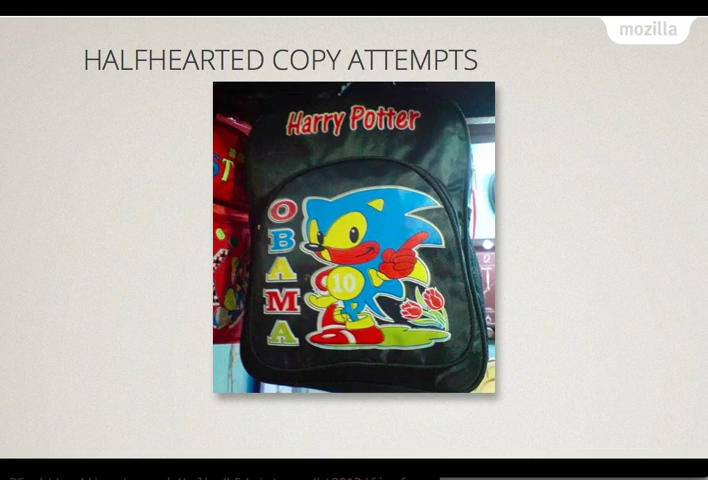 mozilla
HALFHEARTED COPY ATTEMPTS
Harry Potter
OBAMA
10